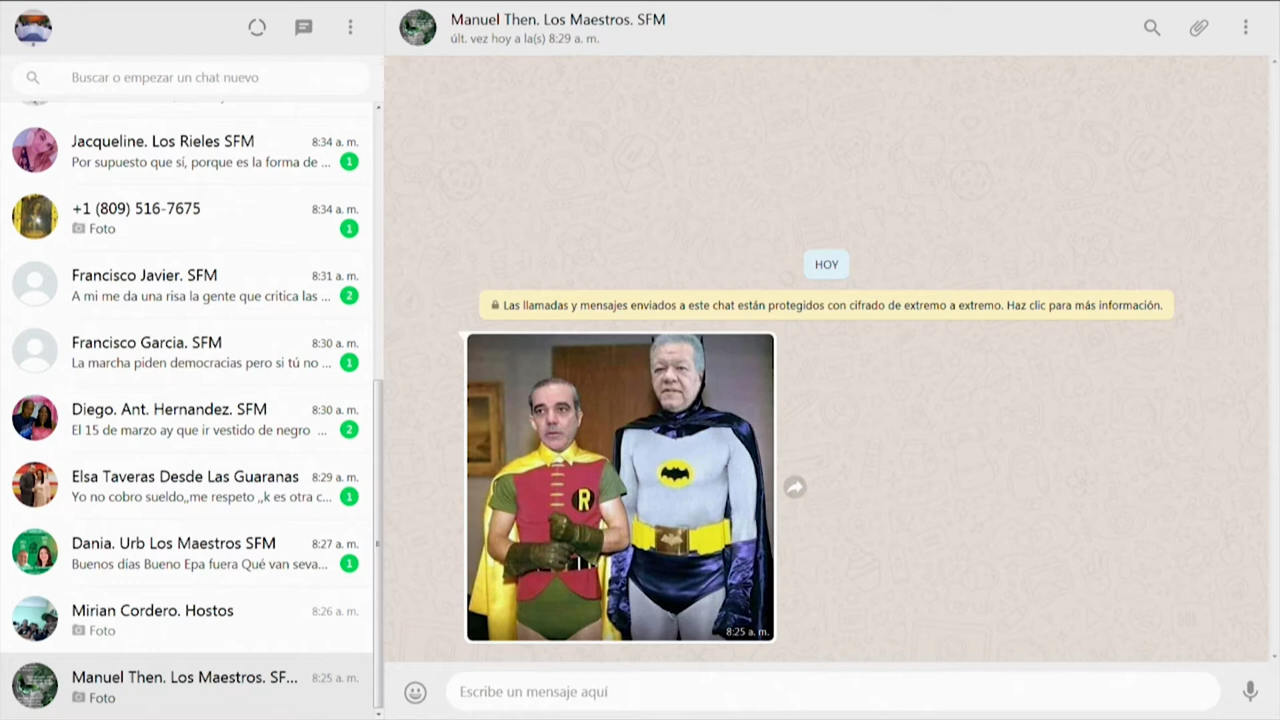 Buscar o empezar un chat nuevo
Jacqueline. Los Rieles SFM
8:34 a. m.
Por supuesto que sí, porque es la forma de ...
1
+1 (809) 516-7675
8:34 a. m.
Foto
1
Francisco Javier. SFM
8:31 a. m.
A mi me da una risa la gente que critica las ...
2
Francisco Garcia. SFM
8:30 a. m.
La marcha piden democracias pero si tú no ...
1
Diego. Ant. Hernandez. SFM
8:30 a. m.
El 15 de marzo ay que ir vestido de negro ...
2
Elsa Taveras Desde Las Guaranas
8:29 a. m.
Yo no cobro sueldo,,me respeto ,,k es otra c...
1
Dania. Urb Los Maestros SFM
8:27 a. m.
Buenos días Bueno Epa fuera Qué van seva...
1
Mirian Cordero. Hostos
8:26 a. m.
Foto
Manuel Then. Los Maestros. SF...
8:25 a. m.
Foto
Manuel Then. Los Maestros. SFM
últ. vez hoy a la(s) 8:29 a. m.
HOY
Las llamadas y mensajes enviados a este chat están protegidos con cifrado de extremo a extremo. Haz clic para más información.
R
8:25 a. m.
Escribe un mensaje aquí